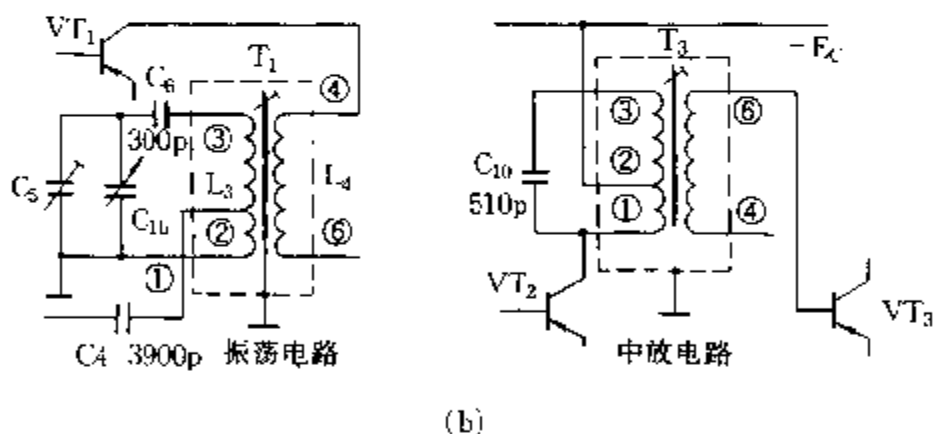 VT₁
C₆
300p
C₅
C₁b
T₁
④
③
L₃
L₄
②
⑥
①
C4 3900p
振荡电路
T₃
③
⑥
②
C₁₀
510p
①
④
VT₂
VT₃
中放电路
(b)